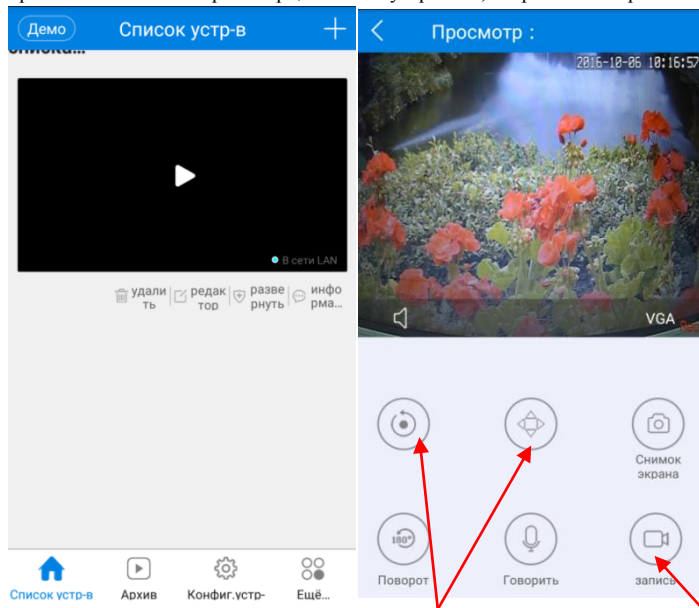 Демо
Список устр-в
В сети LAN
удали
ть
редак
тор
разве
рнуть
инфо
рма...
Список устр-в
Архив
Конфиг.устр-
Ещё...
Просмотр :
2016-10-06 10:16:57
VGA
Снимок
экрана
180°
Поворот
Говорить
запись